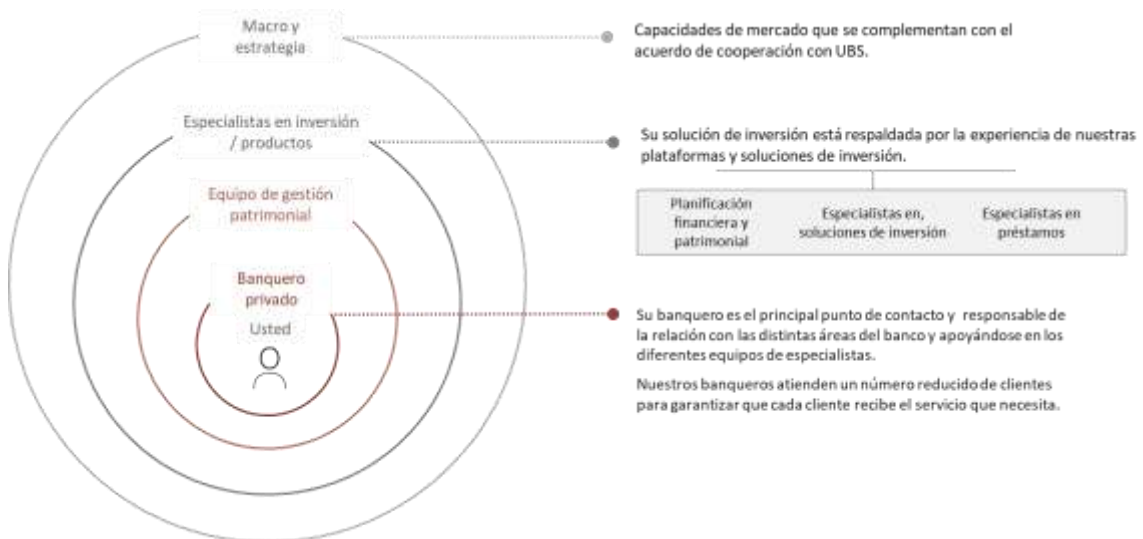 Macro y
estrategia
Capacidades de mercado que se complementan con el
acuerdo de cooperación con UBS.
Especialistas en inversión
/ productos
Su solución de inversión está respaldada por la experiencia de nuestras
plataformas y soluciones de inversión.
Equipo de gestión
patrimonial
Planificación
financiera y
patrimonial
Especialistas en,
soluciones de inversión
Especialistas en
préstamos
Banquero
privado
Usted
Su banquero es el principal punto de contacto y responsable de
la relación con las distintas áreas del banco y apoyándose en los
diferentes equipos de especialistas.
Nuestros banqueros atienden un número reducido de clientes
para garantizar que cada cliente recibe el servicio que necesita.